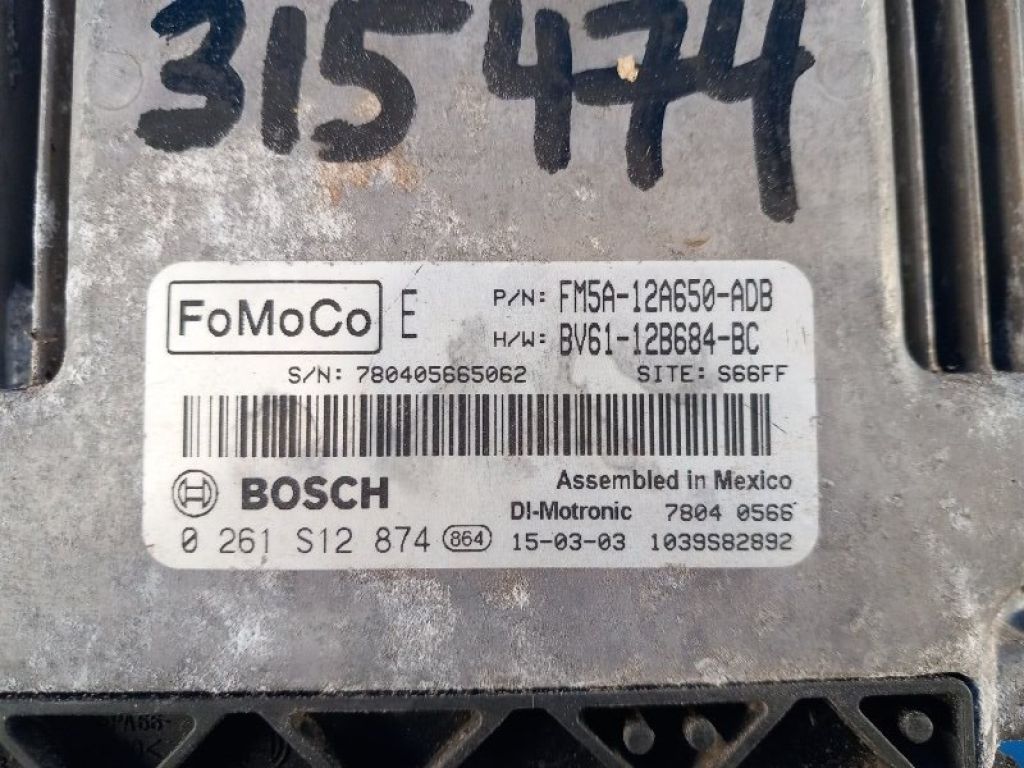 315474
FoMoCo E P/N: FM5A-12A650-ADB
H/W: BV61-12B684-BC
S/N: 780405665062 SITE: S66FF
BOSCH Assembled in Mexico
DI-Motronic 7804 0566
0 261 S12 874 864 15-03-03 1039S82892